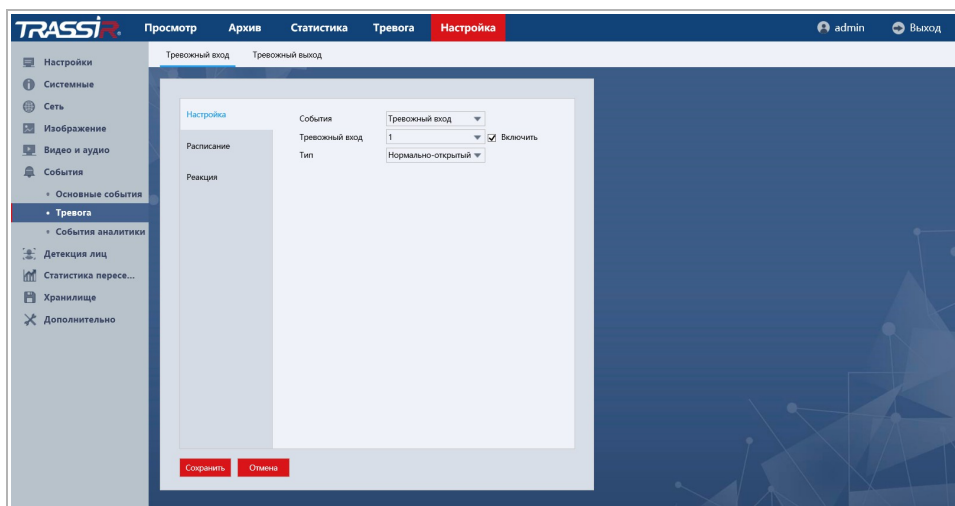 TRASSIR® Просмотр Архив Статистика Тревога Настройка admin Выход
Тревожный вход Тревожный выход
Настройки
Системные
Сеть
Изображение
Видео и аудио
События
Основные события
Тревога
События аналитики
Детекция лиц
Статистика пересе...
Хранилище
Дополнительно
Настройка
Расписание
Реакция
События Тревожный вход
Тревожный вход 1 Включить
Тип Нормально-открытый
Сохранить Отмена